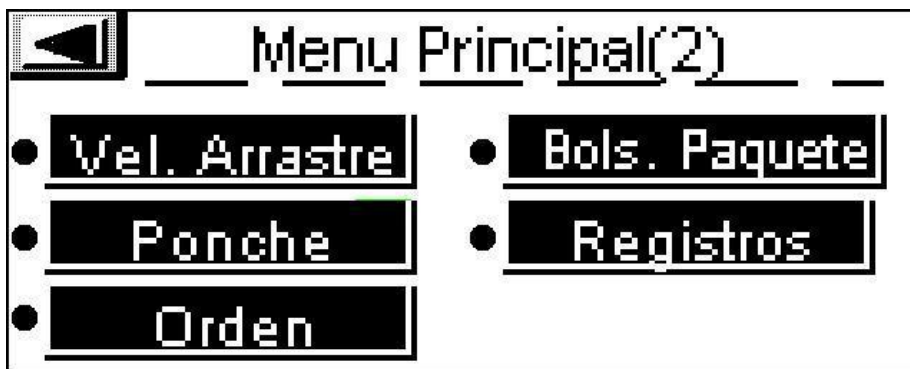 Menu Principal(2)
Vel. Arrastre
Bols. Paquete
Ponche
Registros
Orden